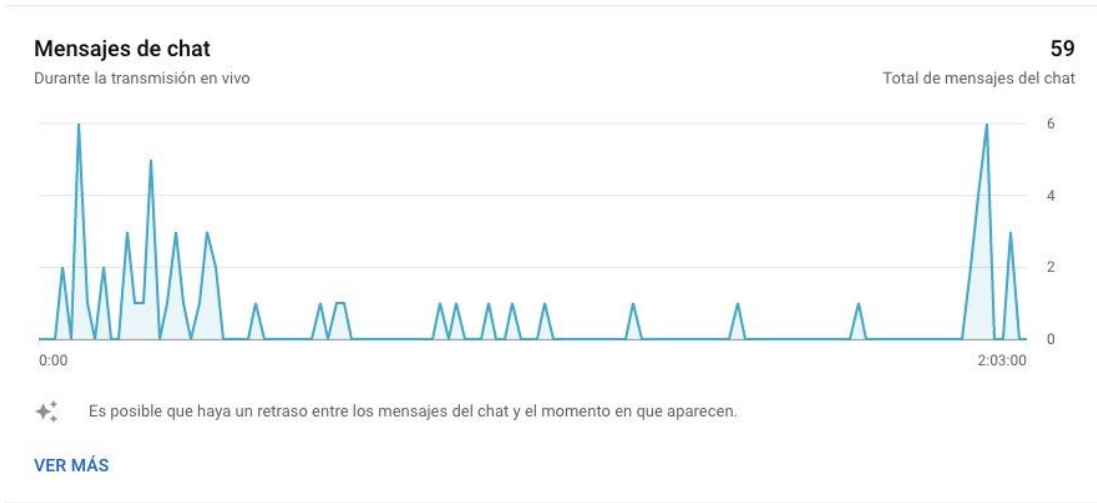 Mensajes de chat
59
Durante la transmisión en vivo
Total de mensajes del chat
6
4
2
0
0:00
2:03:00
Es posible que haya un retraso entre los mensajes del chat y el momento en que aparecen.
VER MÁS